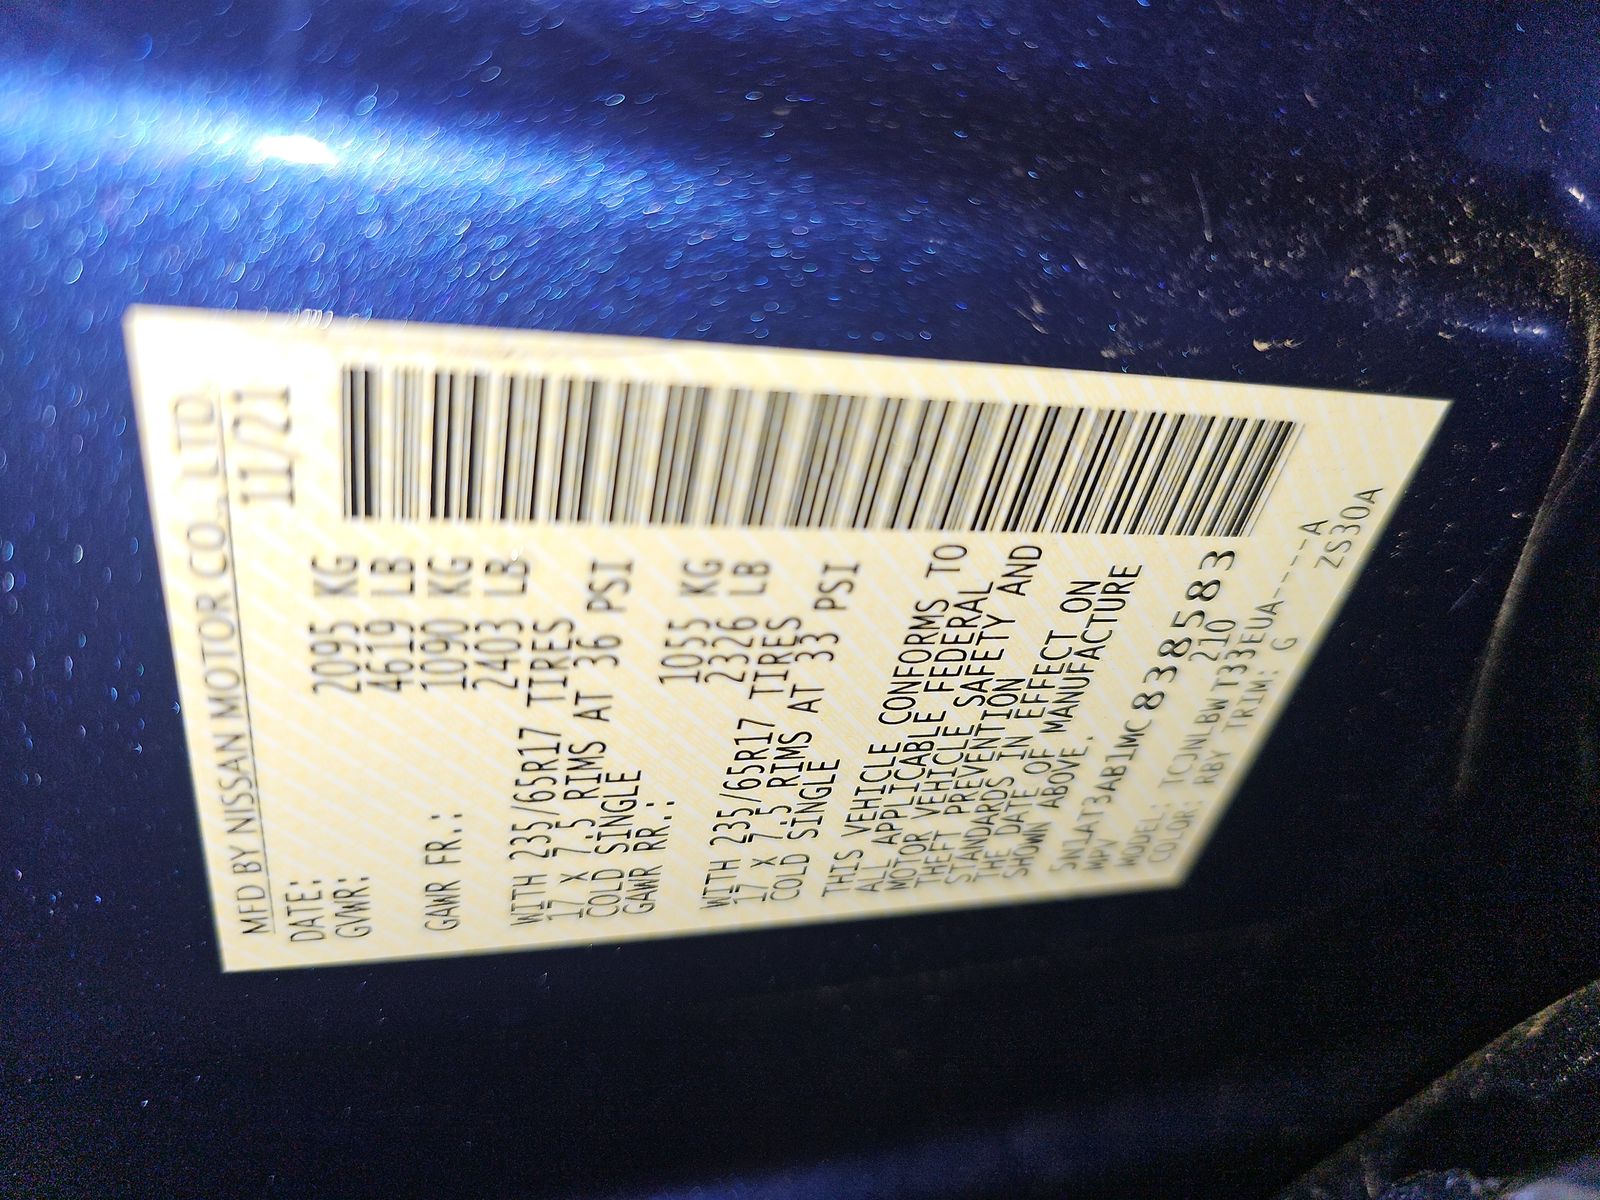 MFD BY NISSAN MOTOR CO., LTD.
DATE: 11/21
GVWR: 2095 KG
4619 LB
GAWR FR.: 1090 KG
2403 LB
WITH 235/65R17 TIRES
17 X 7.5 RIMS AT 36 PSI
COLD SINGLE
GAWR RR.: 1055 KG
2326 LB
WITH 235/65R17 TIRES
17 X 7.5 RIMS AT 33 PSI
COLD SINGLE
THIS VEHICLE CONFORMS TO
ALL APPLICABLE FEDERAL
MOTOR VEHICLE SAFETY AND
THEFT PREVENTION
STANDARDS IN EFFECT ON
THE DATE OF MANUFACTURE
SHOWN ABOVE.
5N1AT3AB1MC838583
MPV 210
MODEL: TCJNLBWT33EUA-----A
COLOR: RBY TRIM: G ZS30A